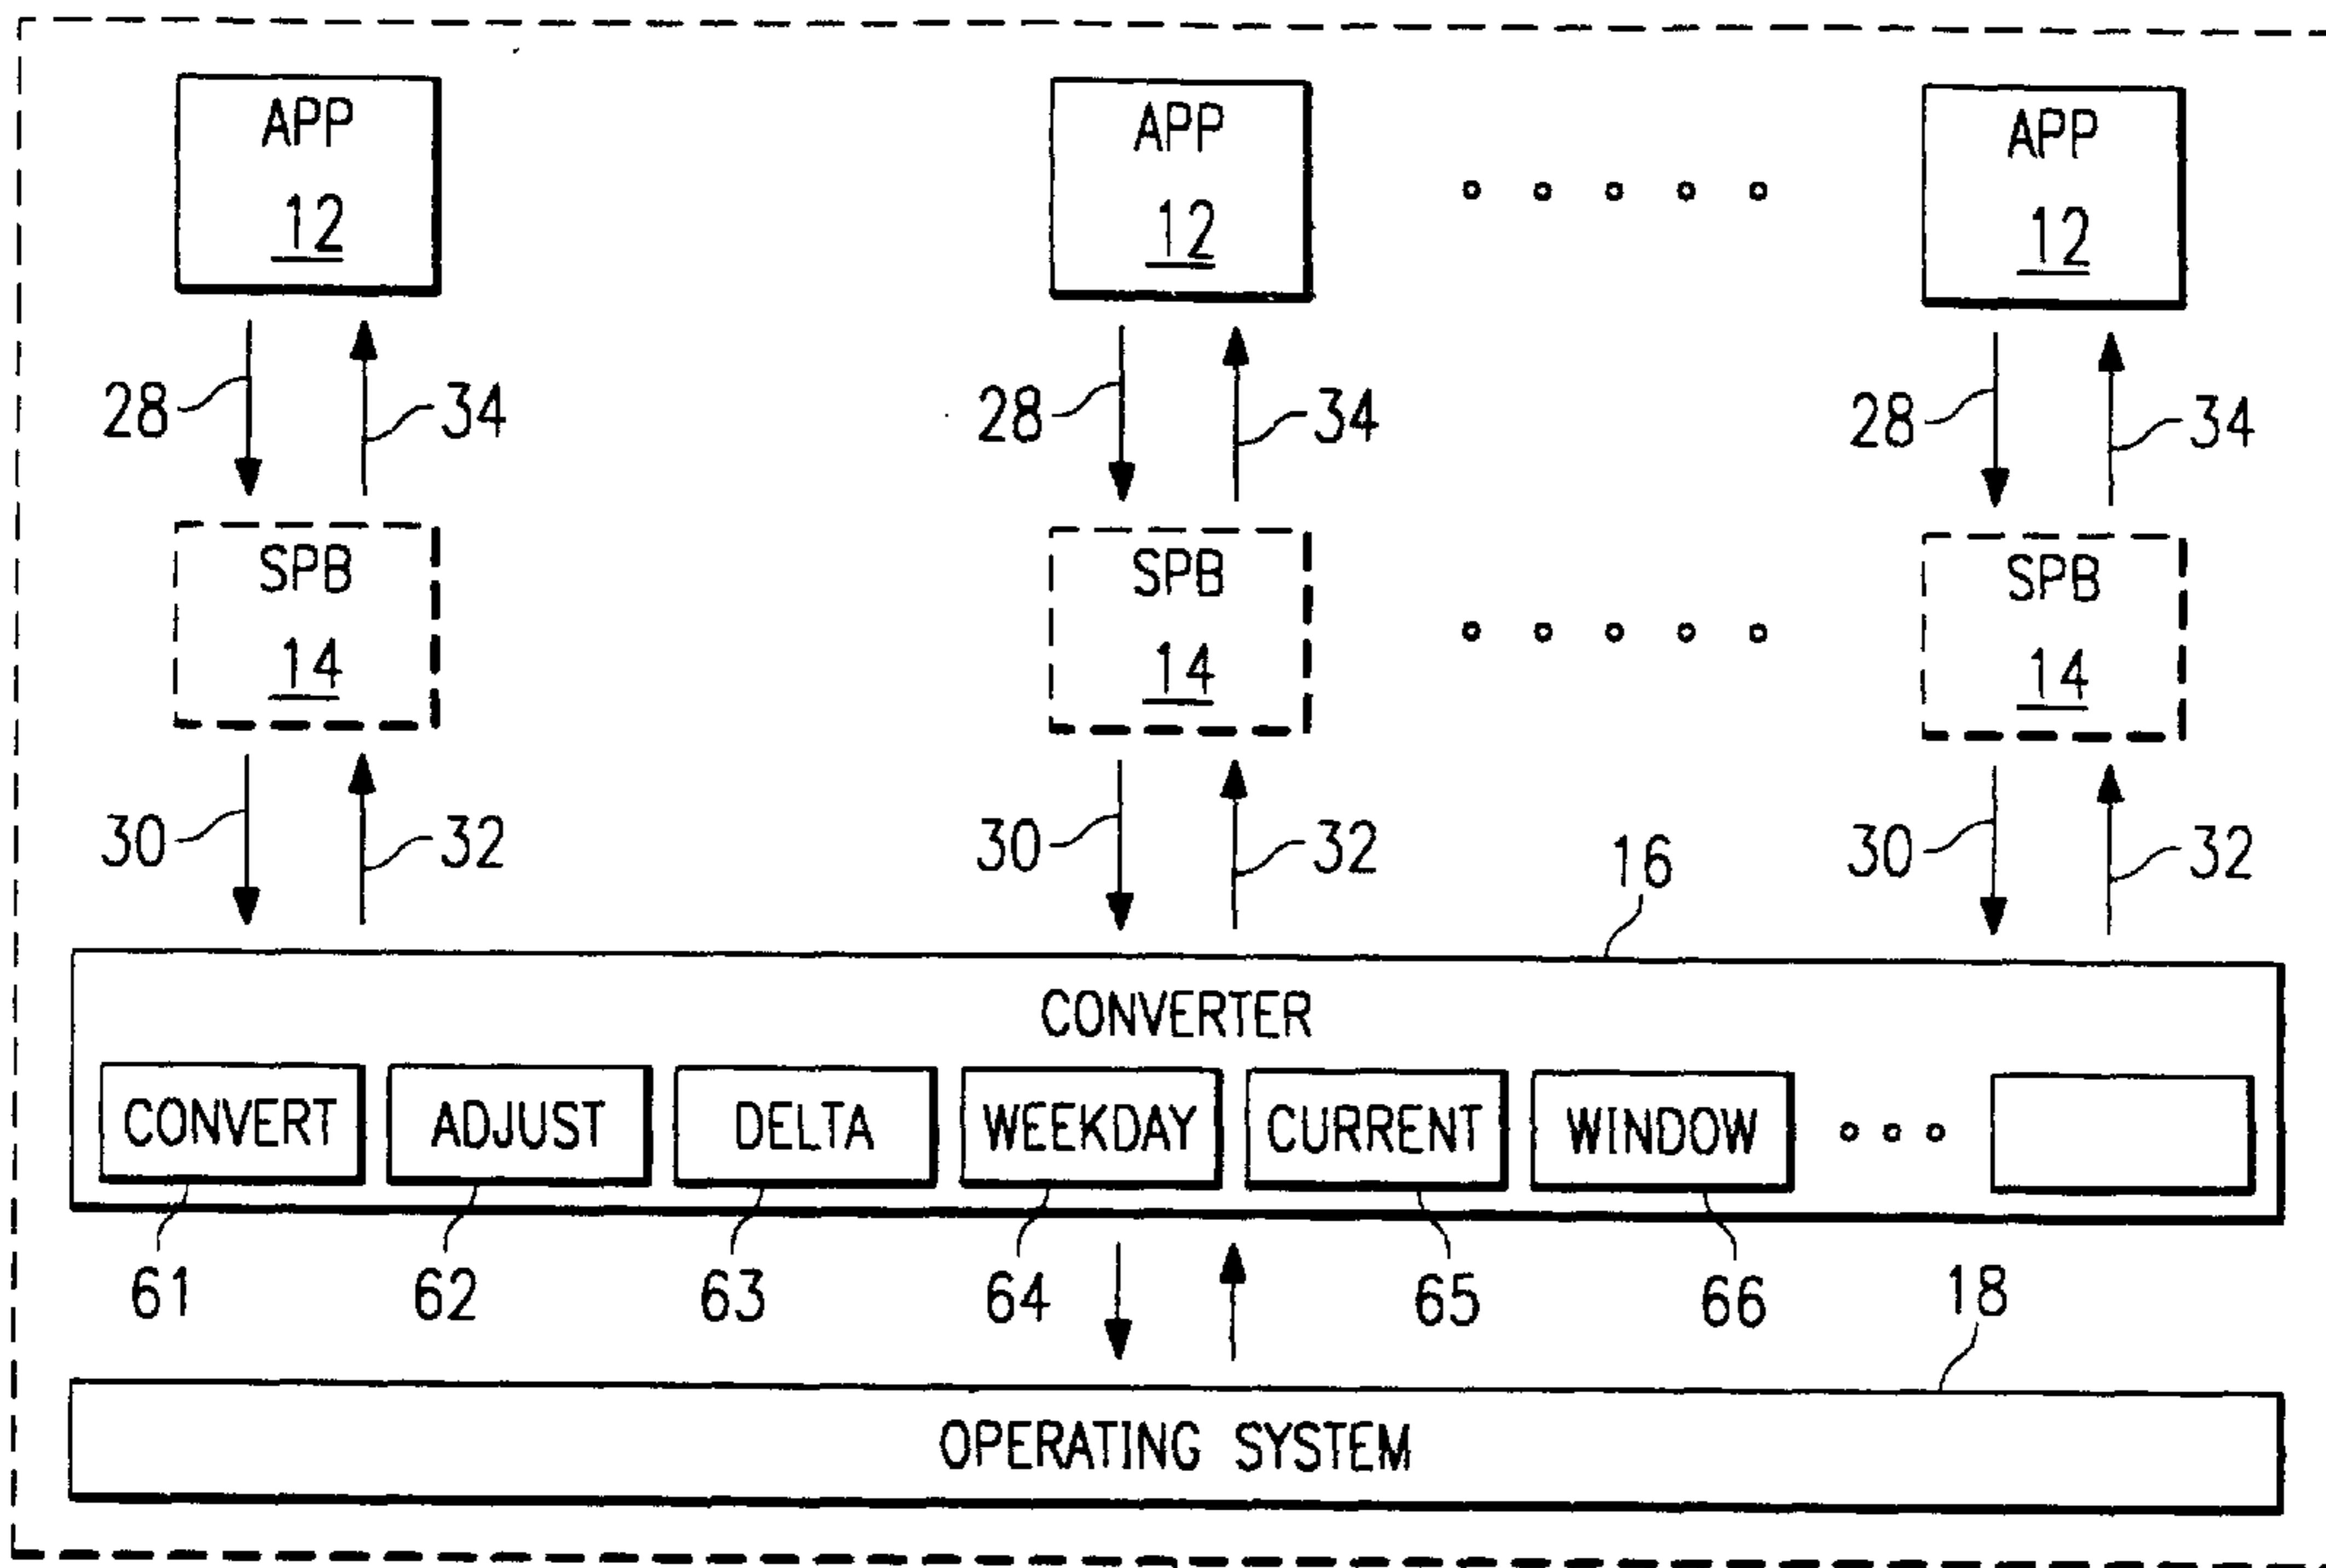 APP
12
APP
12
APP
12
28
34
28
34
28
34
SPB
14
SPB
14
SPB
14
30
32
30
32
30
32
16
CONVERTER
CONVERT
ADJUST
DELTA
WEEKDAY
CURRENT
WINDOW
61
62
63
64
65
66
18
OPERATING SYSTEM